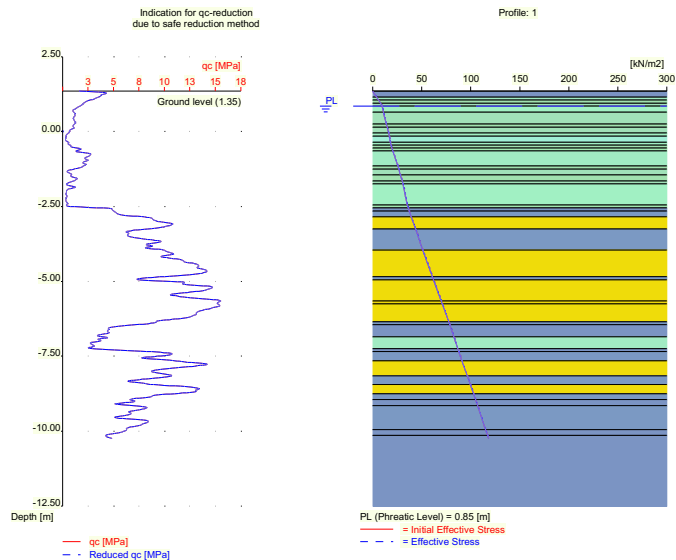 Indication for qc-reduction
due to safe reduction method
Profile: 1
2.50
qc [MPa]
3 5 8 10 13 15 18
Ground level (1.35)
0.00
-2.50
-5.00
-7.50
-10.00
-12.50
Depth [m]
qc [MPa]
Reduced qc [MPa]
[kN/m2]
0 50 100 150 200 250 300
PL
PL (Phreatic Level) = 0.85 [m]
= Initial Effective Stress
= Effective Stress